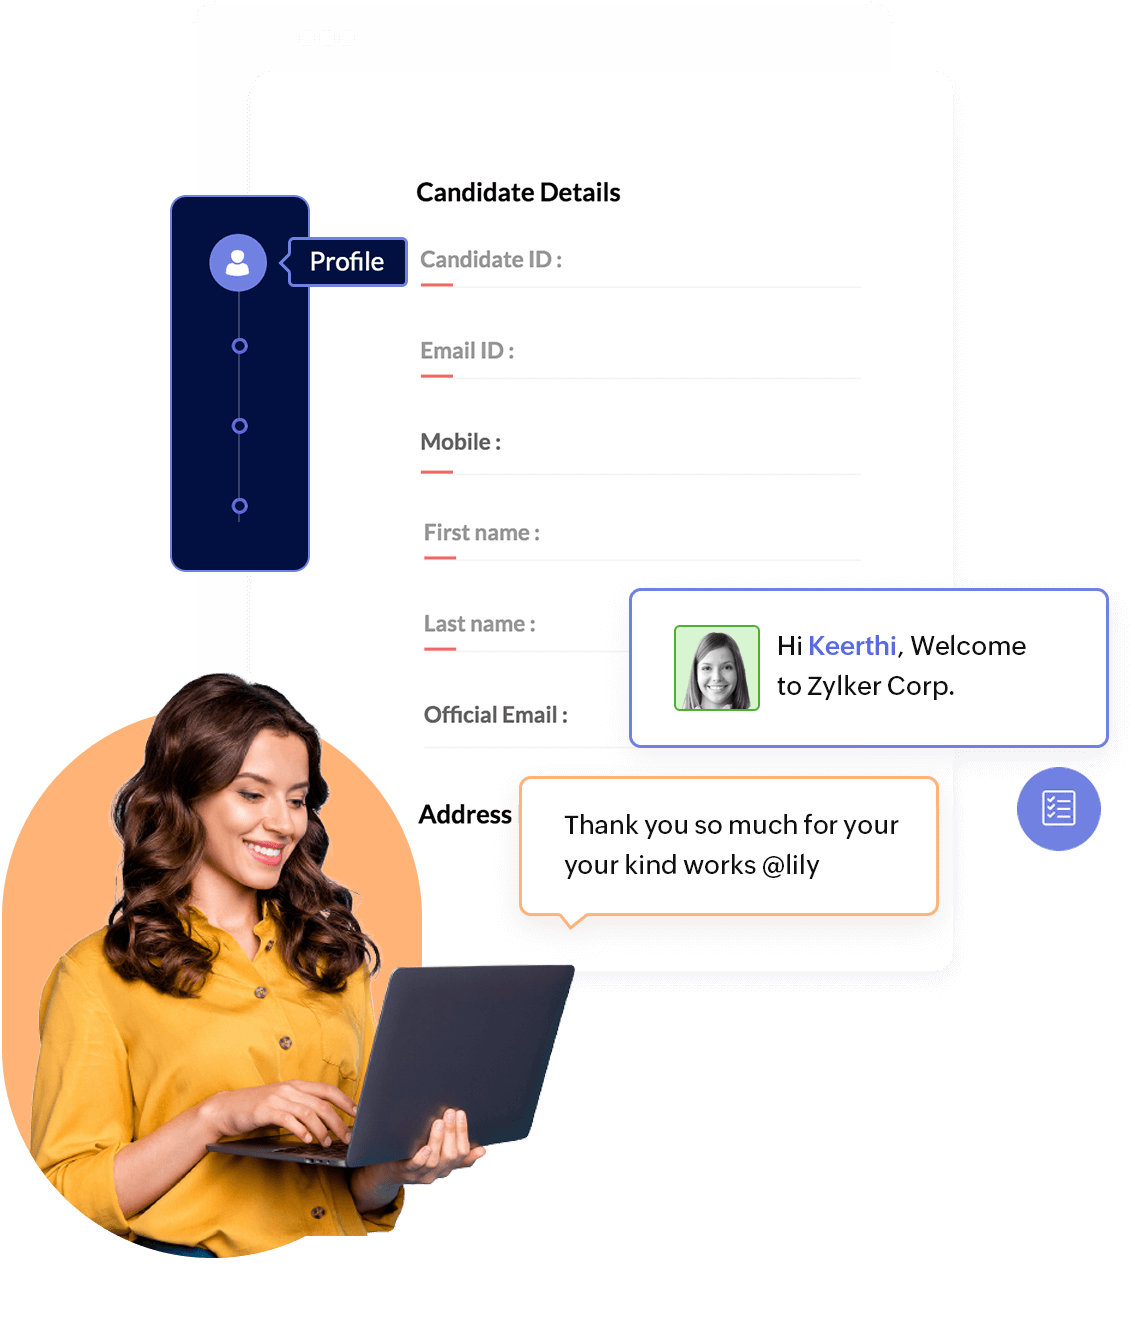 Candidate Details
Profile
Candidate ID :
Email ID :
Mobile :
First name :
Last name :
Hi Keerthi, Welcome
to Zylker Corp.
Official Email :
Address
Thank you so much for your
your kind works @lily